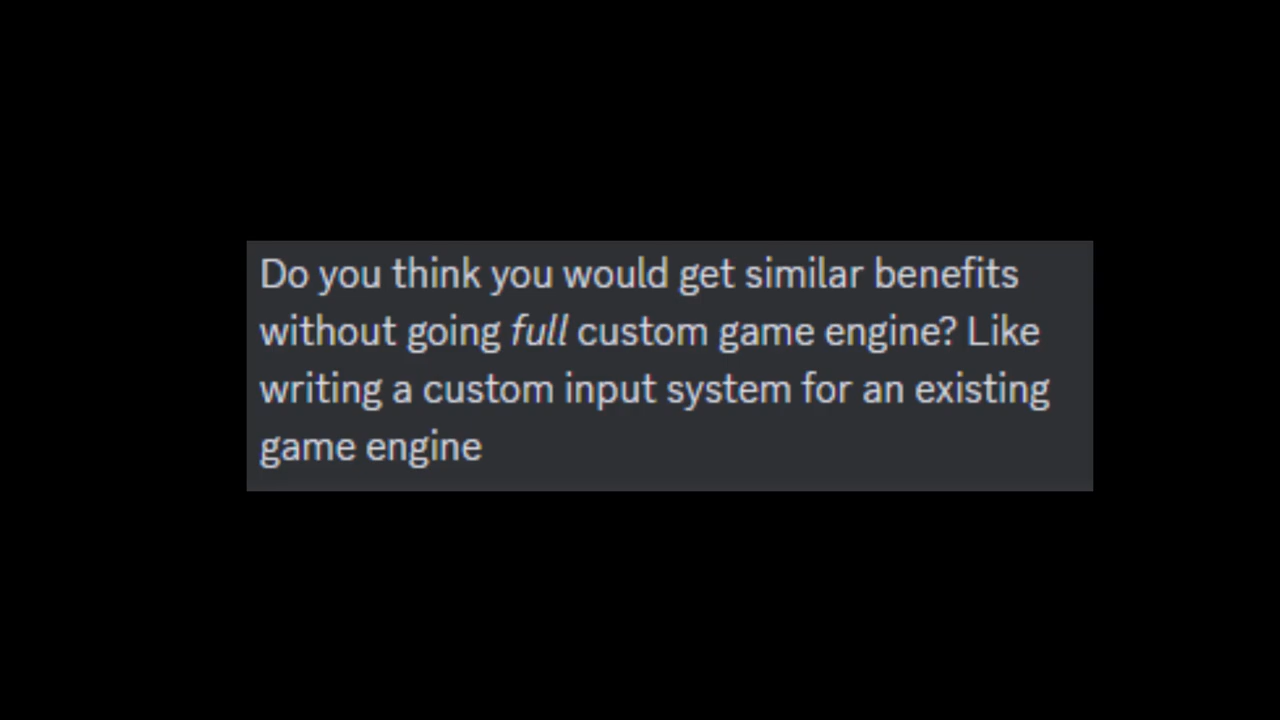 Do you think you would get similar benefits
without going full custom game engine? Like
writing a custom input system for an existing
game engine